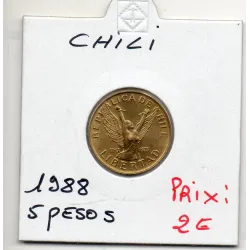 CHILI
REPUBLICA DE CHILE
LIBERTAD
1988
5 PESOS
PRIX:
2€